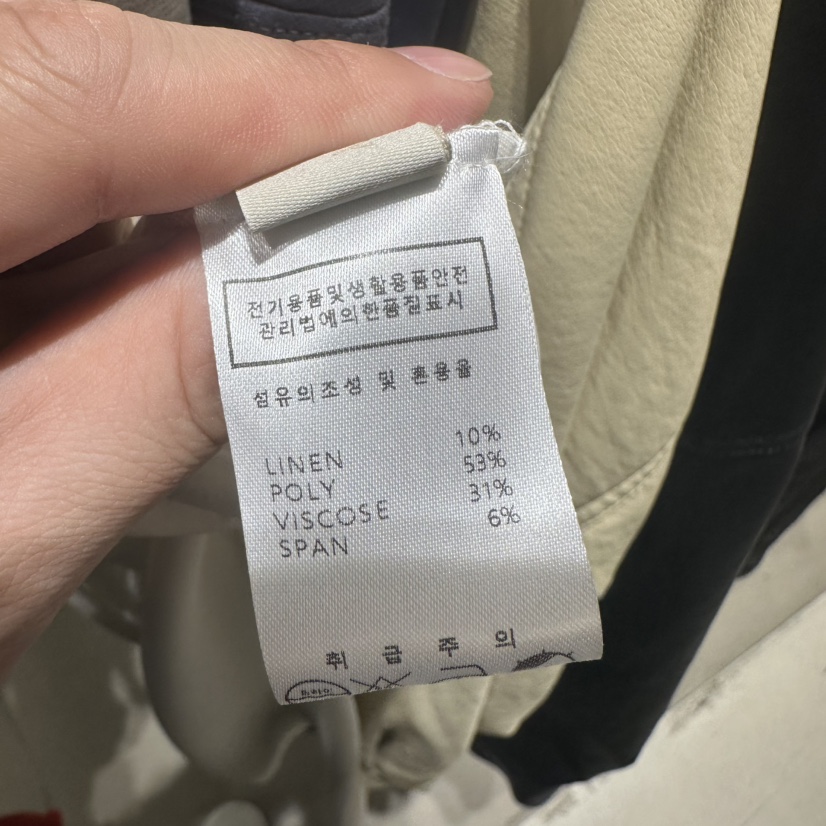 전기용품및생활용품안전
관리법에의한품질표시
섬유의조성 및 혼용율
LINEN 10%
POLY 53%
VISCOSE 31%
SPAN 6%
취 급 주 의